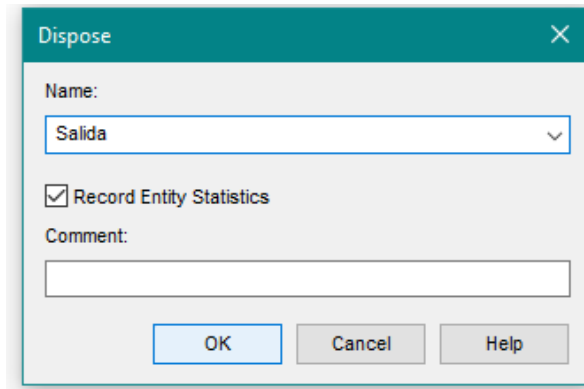 Dispose
Name:
Salida
Record Entity Statistics
Comment:
OK Cancel Help